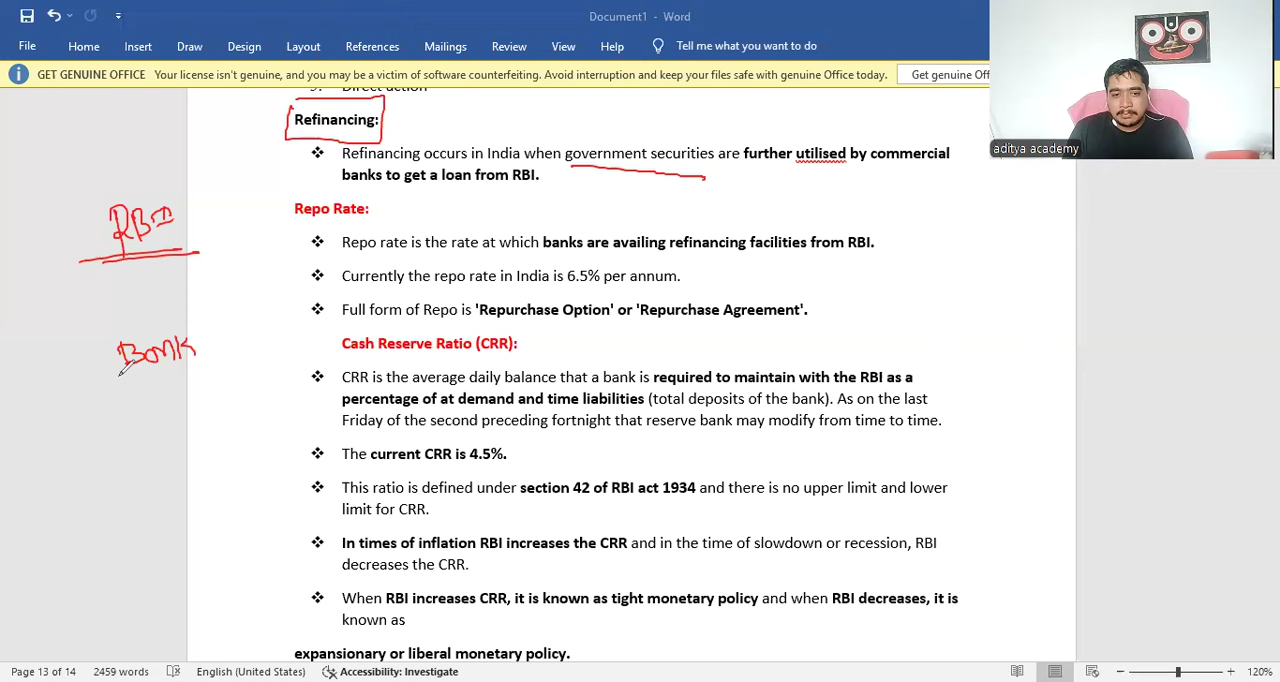 Document1 - Word
File Home Insert Draw Design Layout References Mailings Review View Help Tell me what you want to do
GET GENUINE OFFICE Your license isn't genuine, and you may be a victim of software counterfeiting. Avoid interruption and keep your files safe with genuine Office today. Get genuine Off
aditya academy
Direct action
Refinancing:
❖ Refinancing occurs in India when government securities are further utilised by commercial
banks to get a loan from RBI.
RBI
Repo Rate:
❖ Repo rate is the rate at which banks are availing refinancing facilities from RBI.
❖ Currently the repo rate in India is 6.5% per annum.
❖ Full form of Repo is 'Repurchase Option' or 'Repurchase Agreement'.
Bank
Cash Reserve Ratio (CRR):
❖ CRR is the average daily balance that a bank is required to maintain with the RBI as a
percentage of at demand and time liabilities (total deposits of the bank). As on the last
Friday of the second preceding fortnight that reserve bank may modify from time to time.
❖ The current CRR is 4.5%.
❖ This ratio is defined under section 42 of RBI act 1934 and there is no upper limit and lower
limit for CRR.
❖ In times of inflation RBI increases the CRR and in the time of slowdown or recession, RBI
decreases the CRR.
❖ When RBI increases CRR, it is known as tight monetary policy and when RBI decreases, it is
known as
expansionary or liberal monetary policy.
Page 13 of 14 2459 words English (United States) Accessibility: Investigate 120%